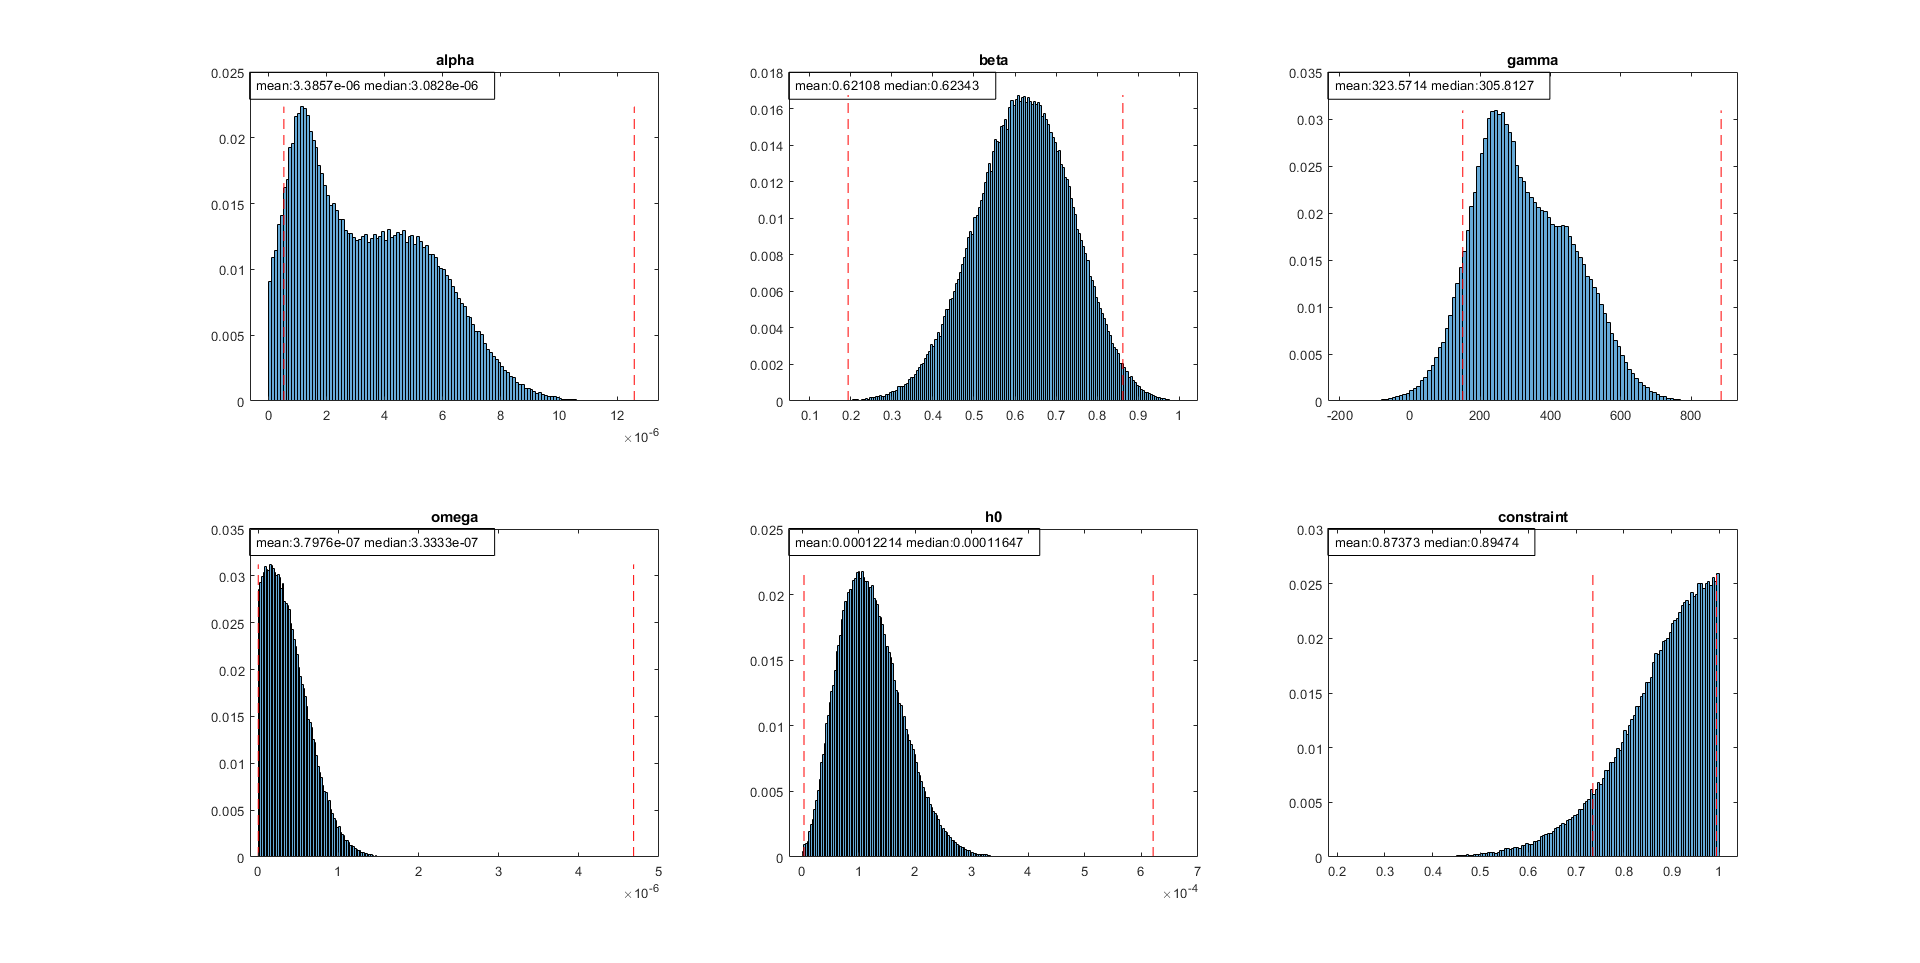 alpha
mean:3.3857e-06 median:3.0828e-06
0.025
0.02
0.015
0.01
0.005
0
0 2 4 6 8 10 12
×10-6
beta
mean:0.62108 median:0.62343
0.018
0.016
0.014
0.012
0.01
0.008
0.006
0.004
0.002
0
0.1 0.2 0.3 0.4 0.5 0.6 0.7 0.8 0.9 1
gamma
mean:323.5714 median:305.8127
0.035
0.03
0.025
0.02
0.015
0.01
0.005
0
-200 0 200 400 600 800
omega
mean:3.7976e-07 median:3.3333e-07
0.035
0.03
0.025
0.02
0.015
0.01
0.005
0
0 1 2 3 4 5
×10-6
h0
mean:0.00012214 median:0.00011647
0.025
0.02
0.015
0.01
0.005
0
0 1 2 3 4 5 6 7
×10-4
constraint
mean:0.87373 median:0.89474
0.03
0.025
0.02
0.015
0.01
0.005
0
0.2 0.3 0.4 0.5 0.6 0.7 0.8 0.9 1